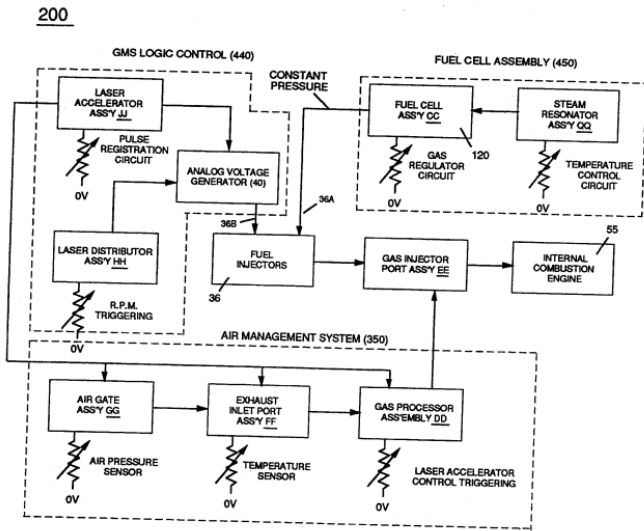 200
GMS LOGIC CONTROL (440)
FUEL CELL ASSEMBLY (450)
LASER
ACCELERATOR
ASS'Y JJ
PULSE
REGISTRATION
CIRCUIT
0V
ANALOG VOLTAGE
GENERATOR (40)
CONSTANT
PRESSURE
FUEL CELL
ASS'Y CC
120
GAS
REGULATOR
CIRCUIT
0V
STEAM
RESONATOR
ASS'Y QQ
TEMPERATURE
CONTROL
CIRCUIT
0V
36A
36B
LASER DISTRIBUTOR
ASS'Y HH
R.P.M.
TRIGGERING
0V
FUEL
INJECTORS
36
GAS INJECTOR
PORT ASS'Y EE
55
INTERNAL
COMBUSTION
ENGINE
AIR MANAGEMENT SYSTEM (350)
AIR GATE
ASS'Y GG
AIR PRESSURE
SENSOR
0V
EXHAUST
INLET PORT
ASS'Y FF
TEMPERATURE
SENSOR
0V
GAS PROCESSOR
ASS'EMBLY DD
LASER ACCELERATOR
CONTROL TRIGGERING
0V